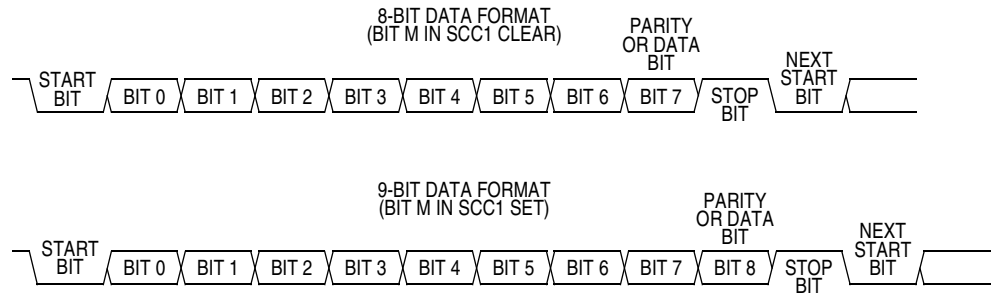 8-BIT DATA FORMAT
(BIT M IN SCC1 CLEAR)
PARITY
OR DATA
BIT
NEXT
START
BIT
START
BIT
BIT 0
BIT 1
BIT 2
BIT 3
BIT 4
BIT 5
BIT 6
BIT 7
STOP
BIT
9-BIT DATA FORMAT
(BIT M IN SCC1 SET)
PARITY
OR DATA
BIT
NEXT
START
BIT
START
BIT
BIT 0
BIT 1
BIT 2
BIT 3
BIT 4
BIT 5
BIT 6
BIT 7
BIT 8
STOP
BIT